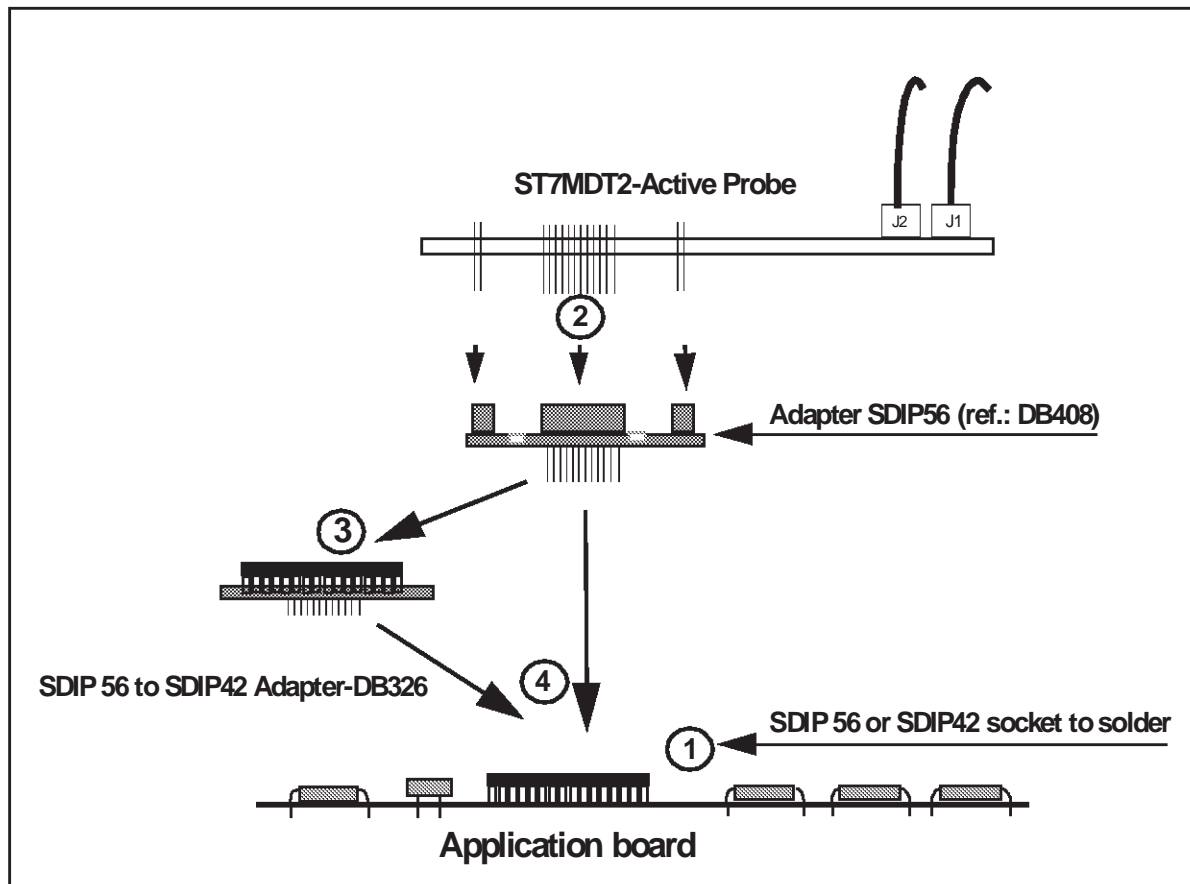 ST7MDT2-Active Probe
J2
J1
2
Adapter SDIP56 (ref.: DB408)
3
SDIP 56 to SDIP42 Adapter-DB326
4
SDIP 56 or SDIP42 socket to solder
1
Application board